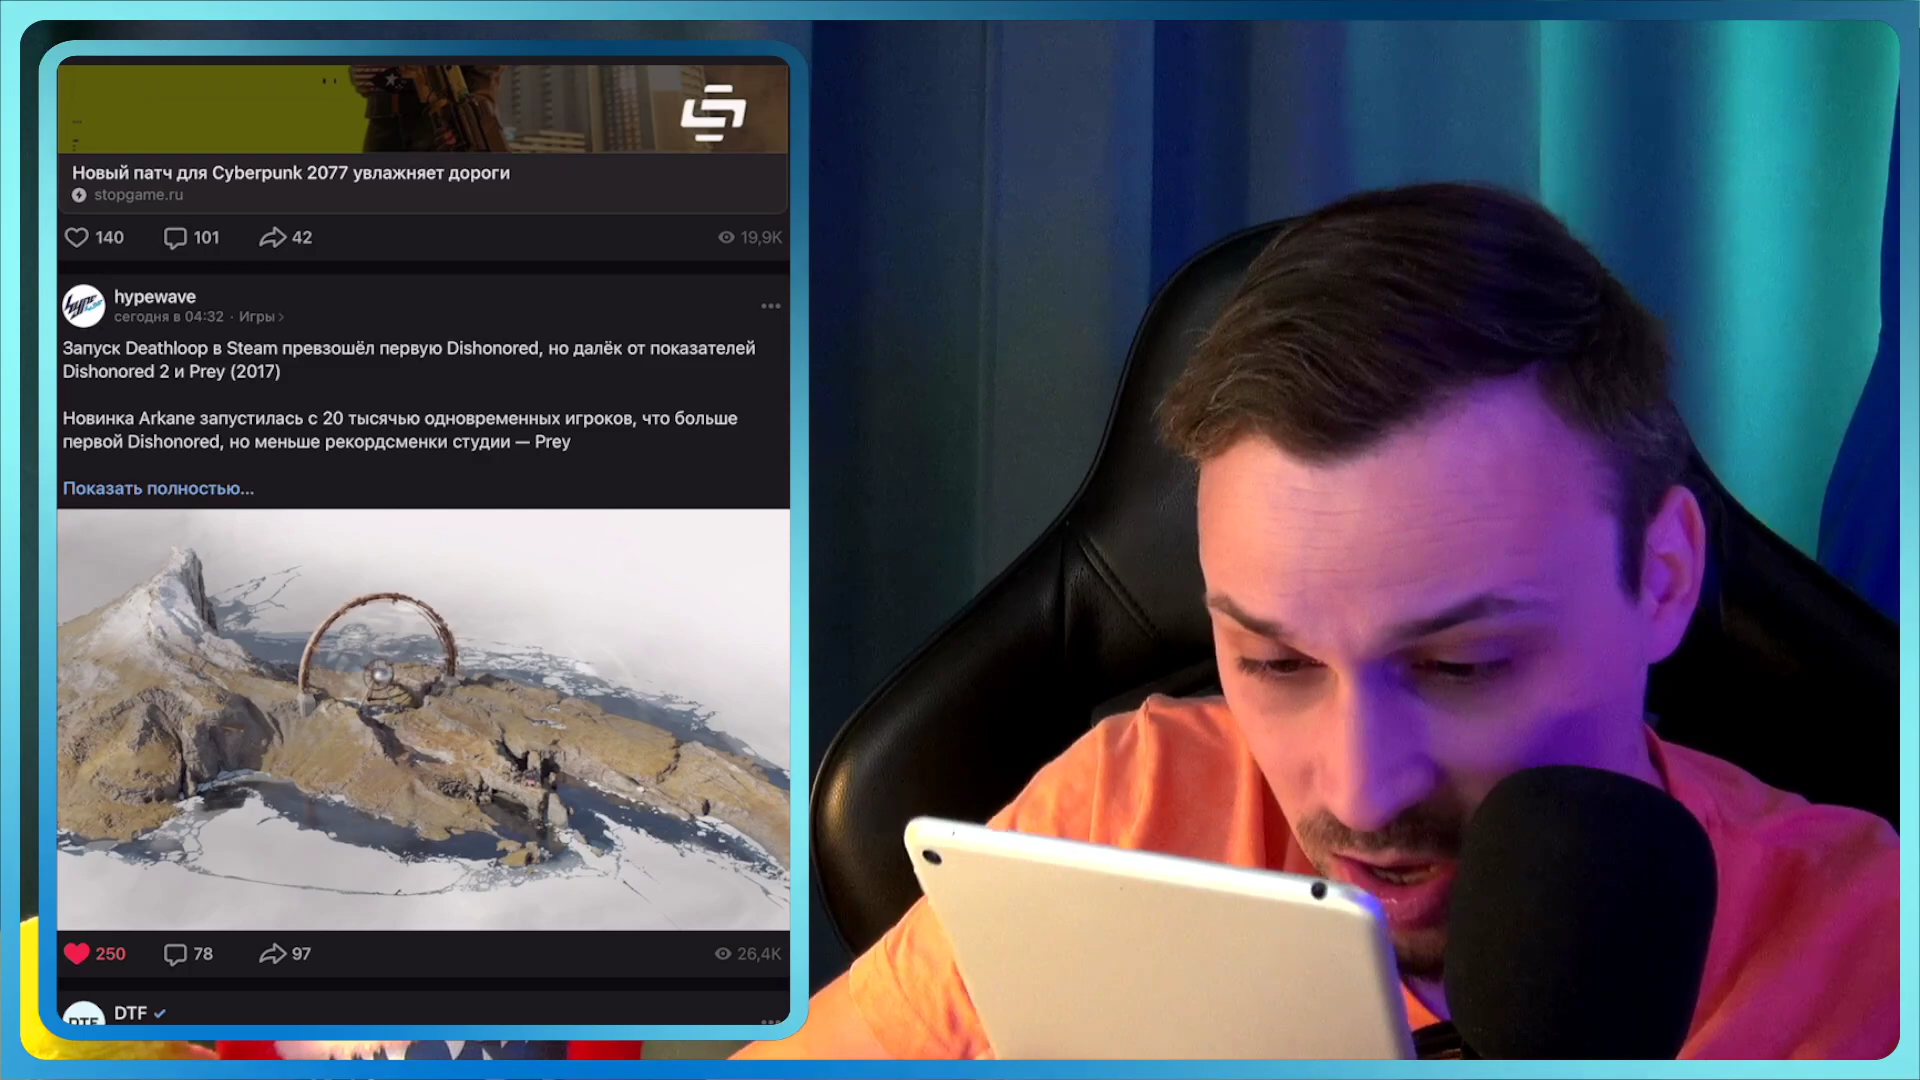 Новый патч для Cyberpunk 2077 увлажняет дороги
stopgame.ru
140 101 42 19,9K
hypewave
сегодня в 04:32 · Игры >
Запуск Deathloop в Steam превзошёл первую Dishonored, но далёк от показателей
Dishonored 2 и Prey (2017)
Новинка Arkane запустилась с 20 тысячью одновременных игроков, что больше
первой Dishonored, но меньше рекордсменки студии — Prey
Показать полностью...
250 78 97 26,4K
DTF
DTF